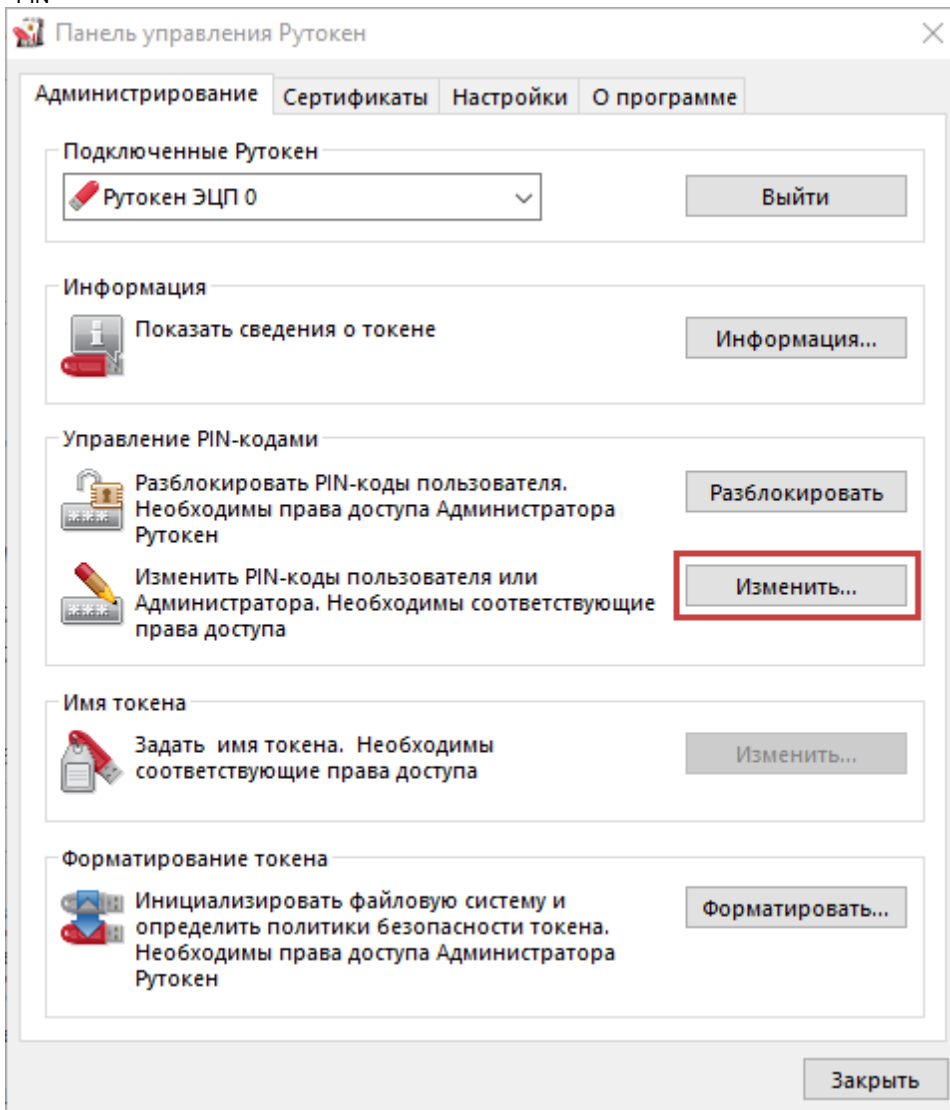 PIN
Панель управления Рутокен
Администрирование Сертификаты Настройки О программе
Подключенные Рутокен
Рутокен ЭЦП 0
Выйти
Информация
Показать сведения о токене
Информация...
Управление PIN-кодами
Разблокировать PIN-коды пользователя.
Необходимы права доступа Администратора
Рутокен
Разблокировать
Изменить PIN-коды пользователя или
Администратора. Необходимы соответствующие
права доступа
Изменить...
Имя токена
Задать имя токена. Необходимы
соответствующие права доступа
Изменить...
Форматирование токена
Инициализировать файловую систему и
определить политики безопасности токена.
Необходимы права доступа Администратора
Рутокен
Форматировать...
Закрыть